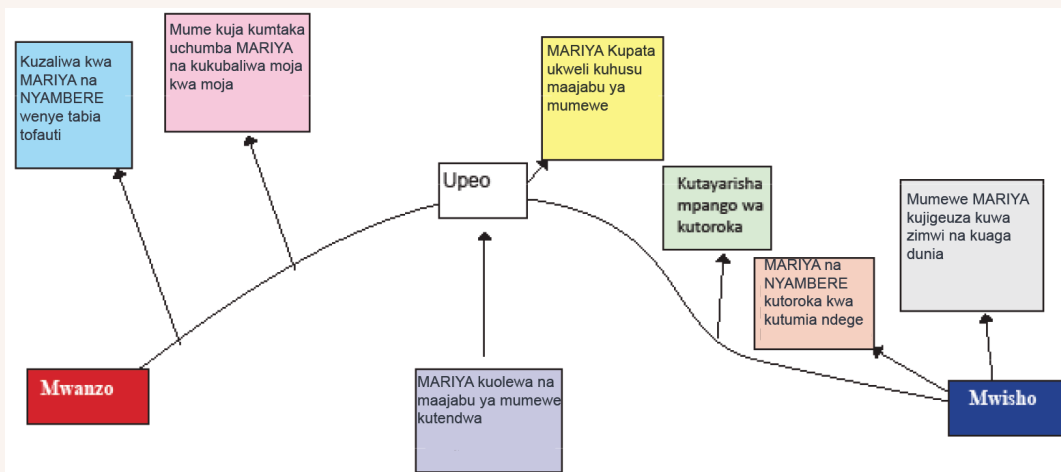 Kuzaliwa kwa
MARIYA na
NYAMBERE
wenye tabia
tofauti
Mume kuja kumtaka
uchumba MARIYA
na kukubaliwa moja
kwa moja
MARIYA Kupata
ukweli kuhusu
maajabu ya
mumewe
Upeo
Kutayarisha
mpango wa
kutoroka
Mumewe MARIYA
kujigeuza kuwa
zimwi na kuaga
dunia
MARIYA na
NYAMBERE
kutoroka kwa
kutumia ndege
Mwanzo
MARIYA kuolewa na
maajabu ya mumewe
kutendwa
Mwisho